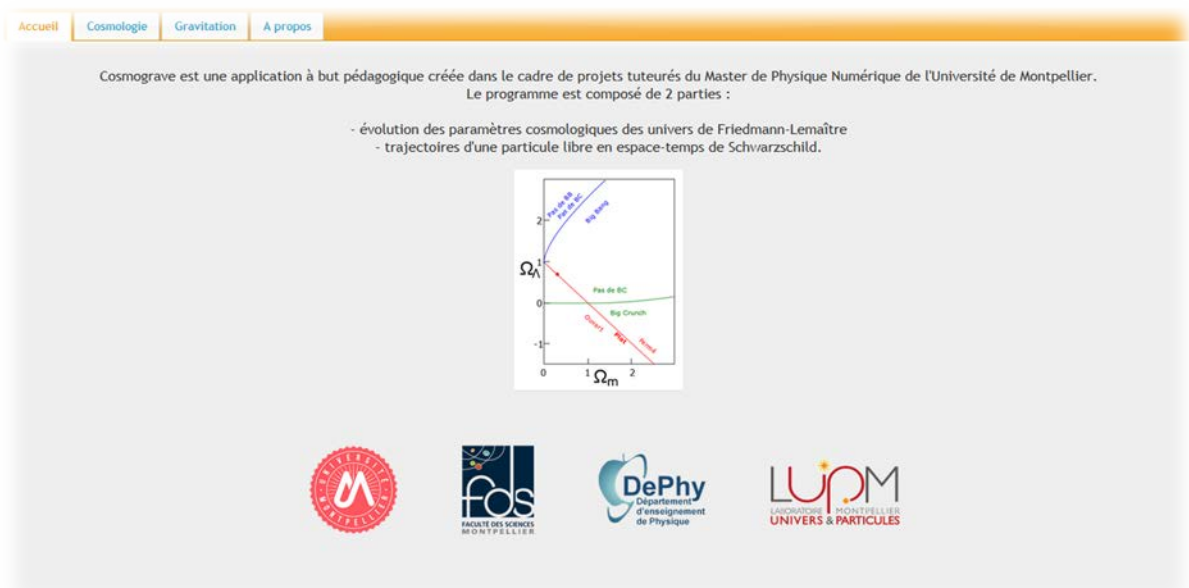 Accueil
Cosmologie
Gravitation
A propos
Cosmograve est une application à but pédagogique créée dans le cadre de projets tuteurés du Master de Physique Numérique de l'Université de Montpellier.
Le programme est composé de 2 parties :
- évolution des paramètres cosmologiques des univers de Friedmann-Lemaître
- trajectoires d'une particule libre en espace-temps de Schwarzschild.
Pas de BB
Pas de BC
Big Bang
2
1
ΩΛ
Pas de BC
0
Big Crunch
Ouvert
Plat
Fermé
-1
0
1
Ωm
2
UNIVERSITÉ
MONTPELLIER
fds
FACULTÉ DES SCIENCES
MONTPELLIER
DePhy
Département
d'enseignement
de Physique
LUPM
LABORATOIRE MONTPELLIER
UNIVERS & PARTICULES